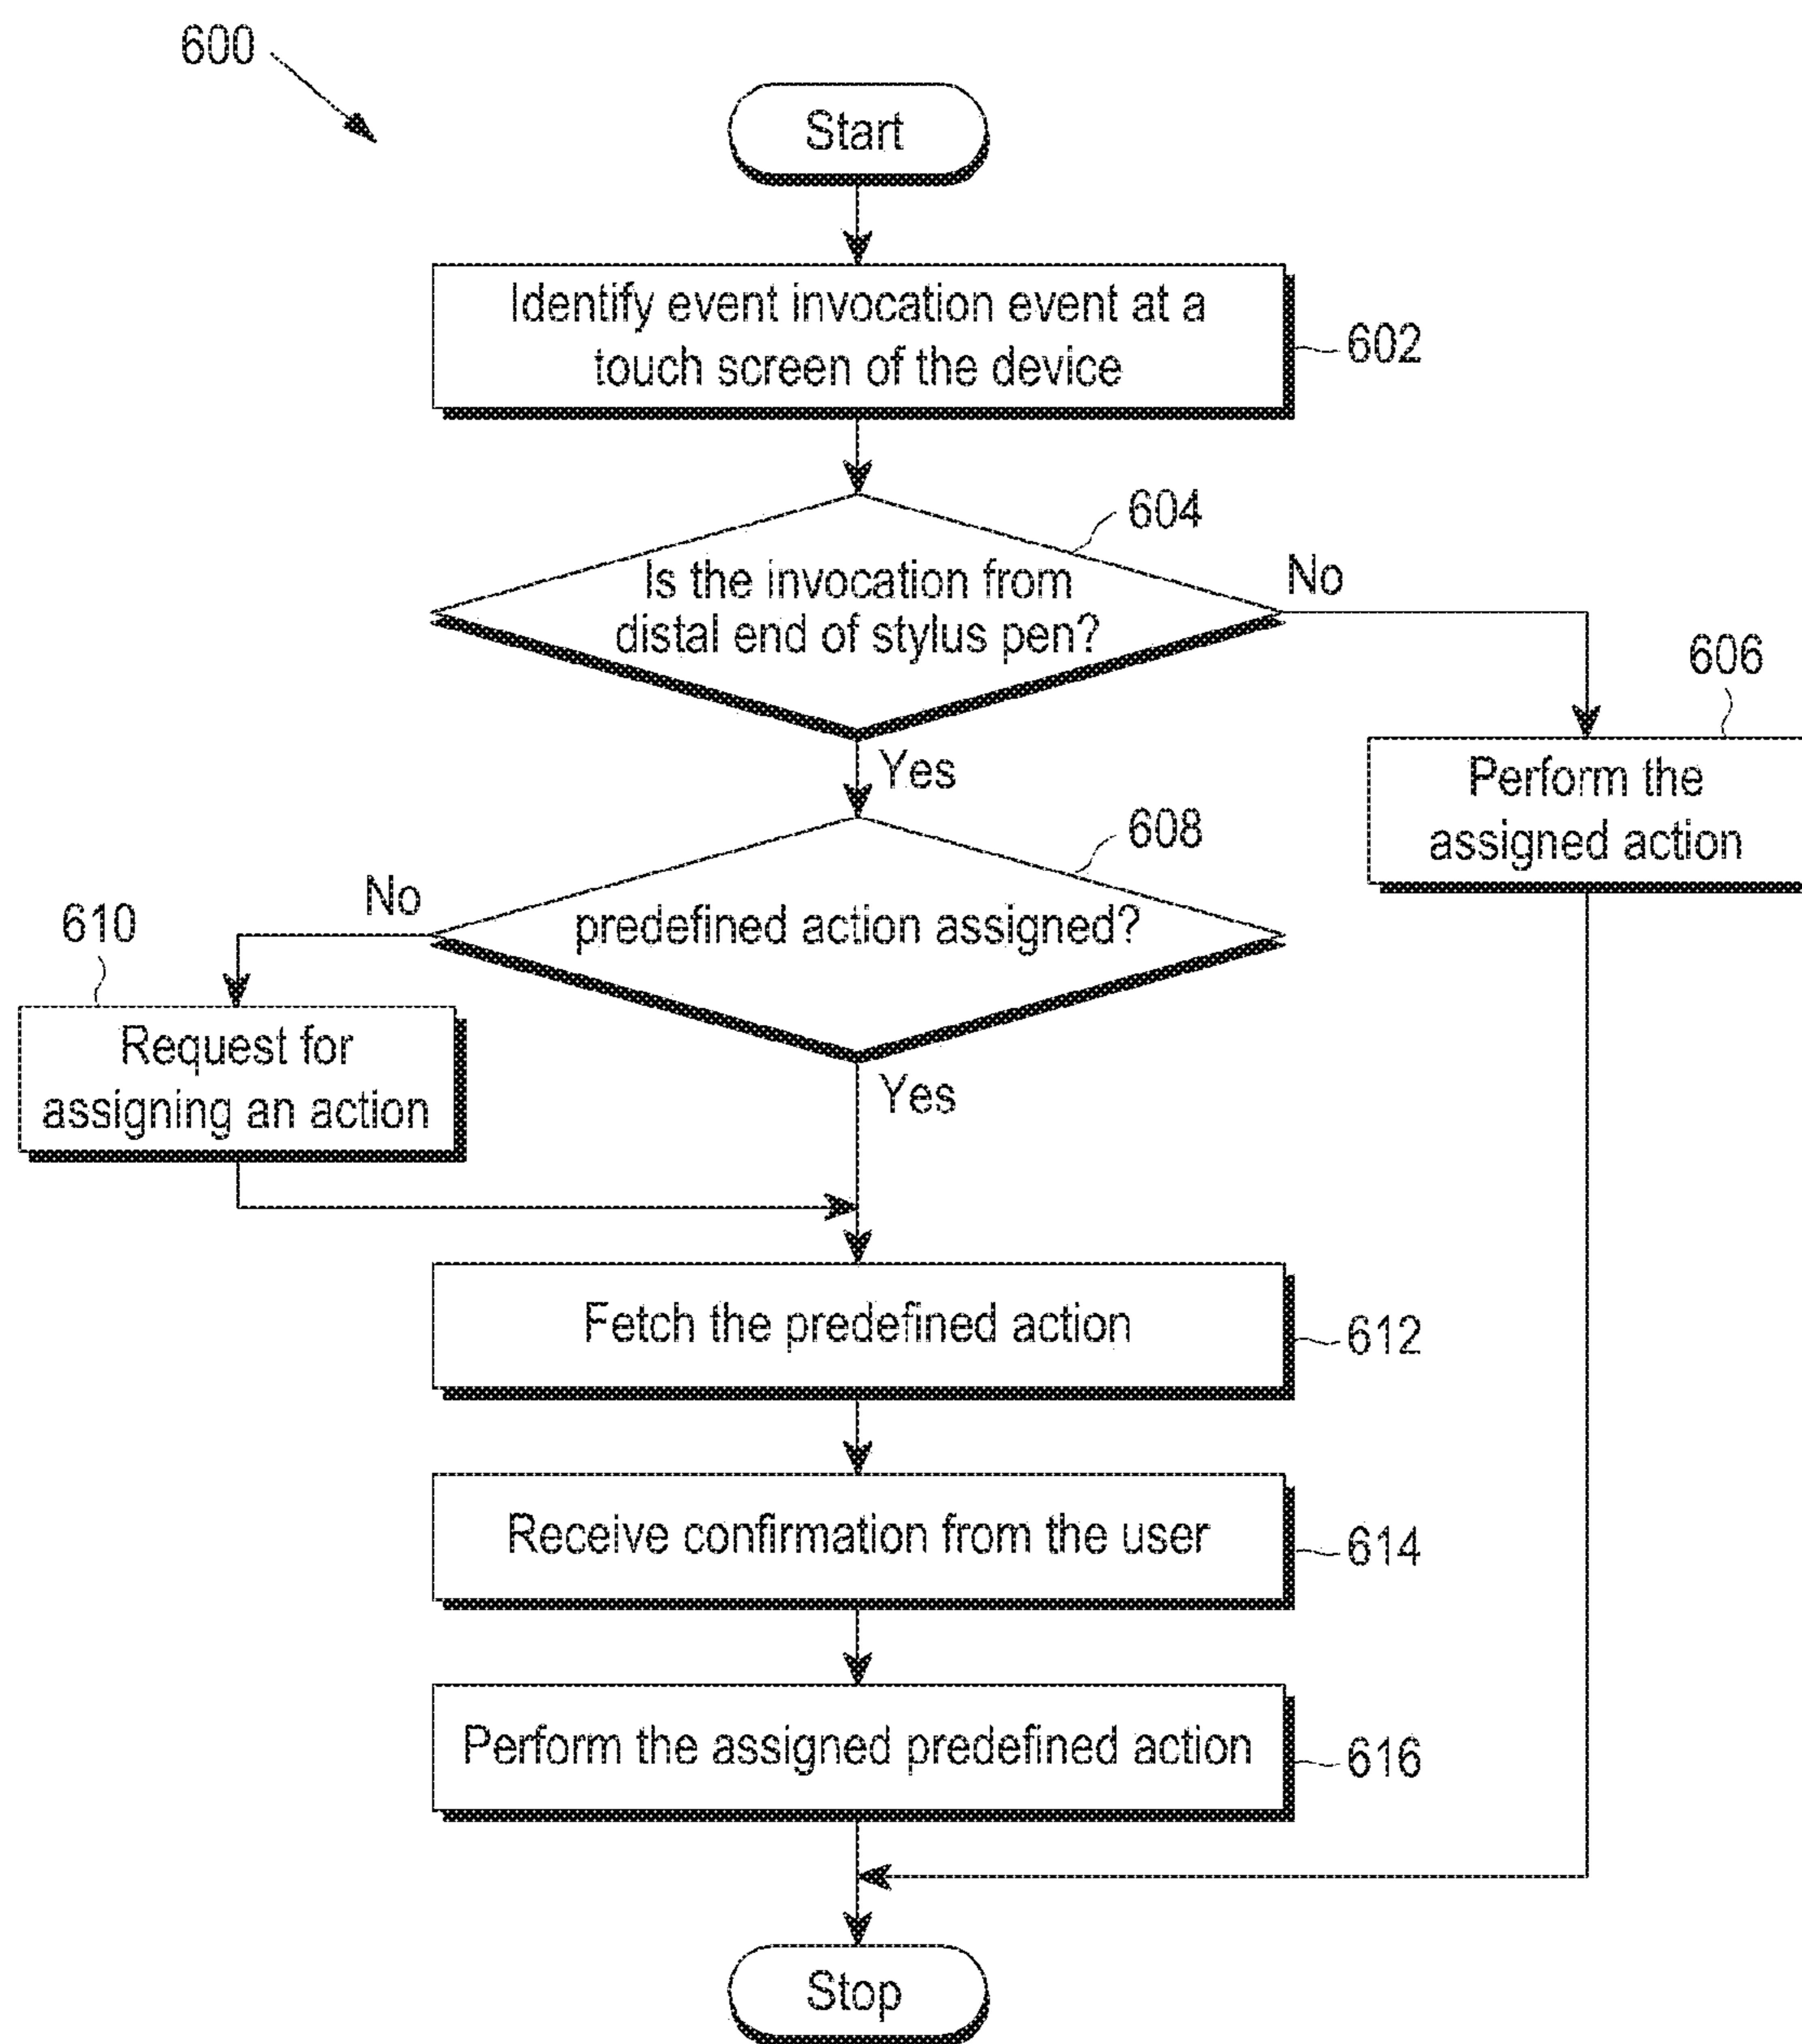 600
Start
Identify event invocation event at a
touch screen of the device
602
604
Is the invocation from
distal end of stylus pen?
No
606
Yes
Perform the
assigned action
608
No
predefined action assigned?
610
Request for
assigning an action
Yes
Fetch the predefined action
612
Receive confirmation from the user
614
Perform the assigned predefined action
616
Stop